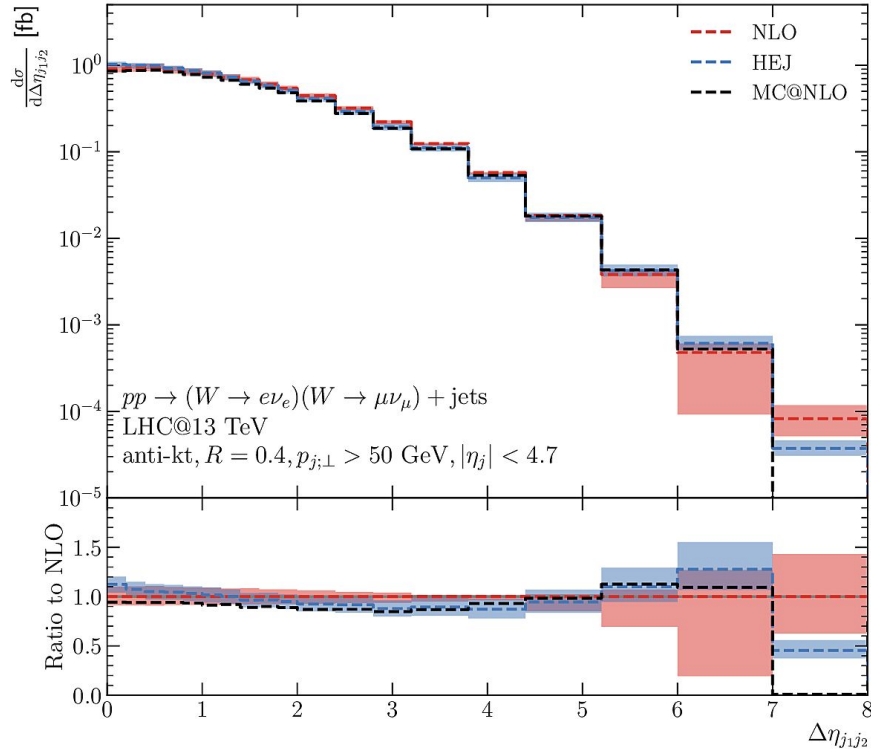 dσ/dΔη_{j₁j₂} [fb]
10⁰
10⁻¹
10⁻²
10⁻³
10⁻⁴
10⁻⁵
NLO
HEJ
MC@NLO
pp → (W → eν_e)(W → μν_μ) + jets
LHC@13 TeV
anti-kt, R = 0.4, p_{j;⊥} > 50 GeV, |η_j| < 4.7
Ratio to NLO
1.5
1.0
0.5
0.0
0 1 2 3 4 5 6 7 8
Δη_{j₁j₂}